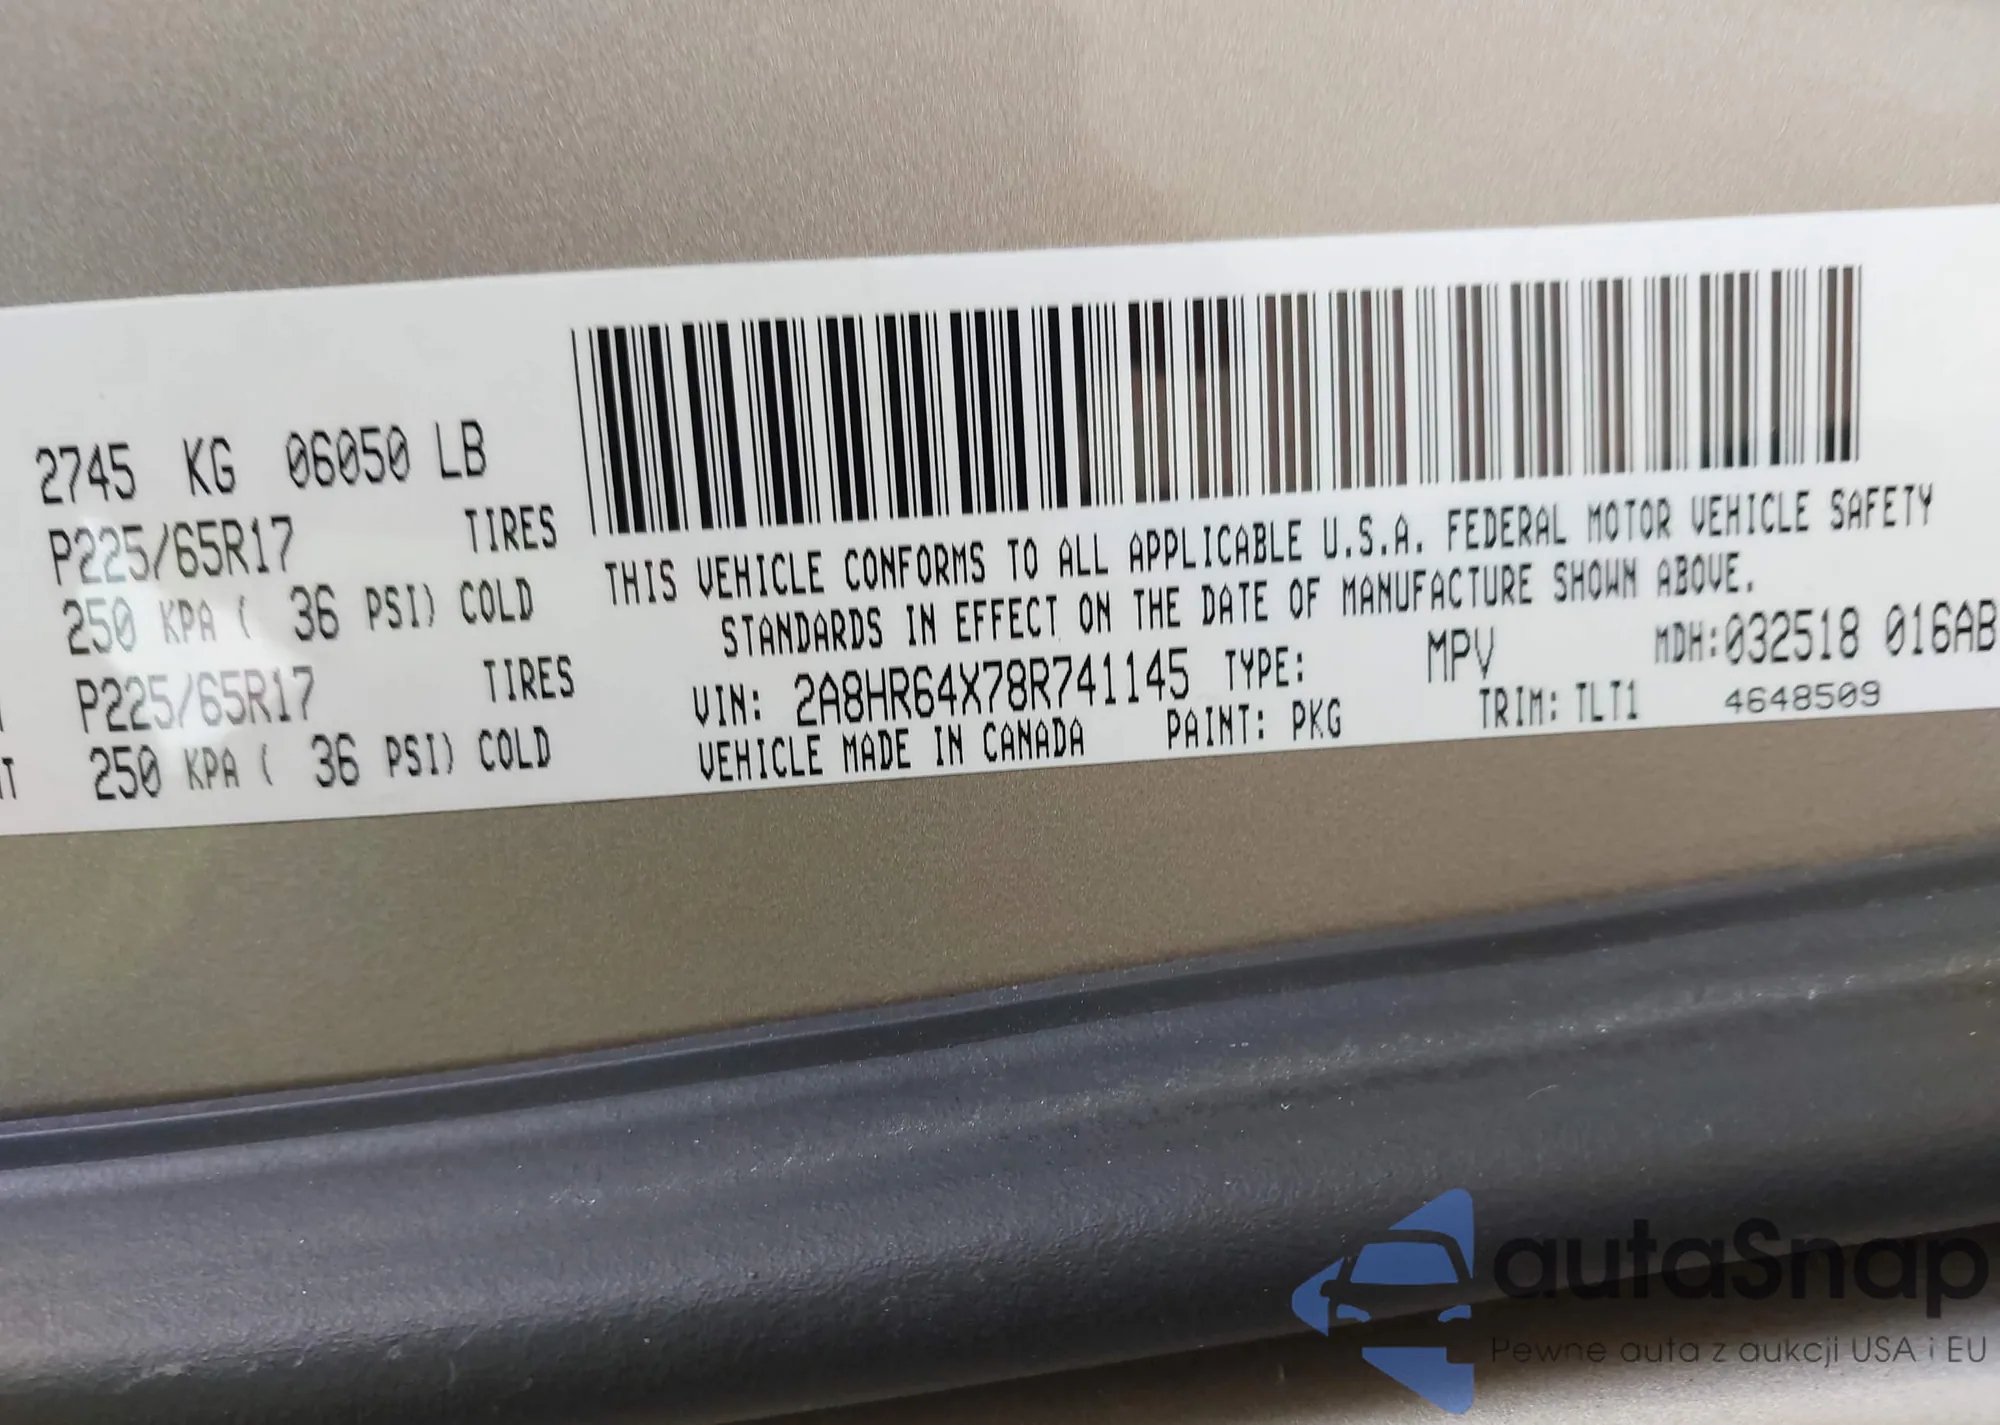 2745 KG 06050 LB
P225/65R17 TIRES
250 KPA ( 36 PSI) COLD
P225/65R17 TIRES
250 KPA ( 36 PSI) COLD
THIS VEHICLE CONFORMS TO ALL APPLICABLE U.S.A. FEDERAL MOTOR VEHICLE SAFETY
STANDARDS IN EFFECT ON THE DATE OF MANUFACTURE SHOWN ABOVE.
VIN: 2A8HR64X78R741145 TYPE: MPV MDH:032518 016AB
VEHICLE MADE IN CANADA PAINT: PKG TRIM: TLT1 4648509
autaSnap
Pewne auta z aukcji USA i EU